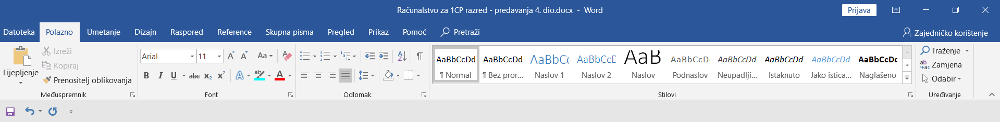 Računalstvo za 1CP razred - predavanja 4. dio.docx - Word
Prijava
Datoteka Polazno Umetanje Dizajn Raspored Reference Skupna pisma Pregled Prikaz Pomoć Pretraži Zajedničko korištenje
Lijepljenje
Izreži
Kopiraj
Prenositelj oblikovanja
Međuspremnik
Arial 11 A A Aa A
B I U abc x₂ x² A ab A
Font
A Z ¶
Odlomak
AaBbCcDd AaBbCcDd AaBbCc AaBbCcD AaB AaBbCcD AaBbCcDd AaBbCcDd AaBbCcDd AaBbCcDc
¶ Normal ¶ Bez pror... Naslov 1 Naslov 2 Naslov Podnaslov Neupadlji... Istaknuto Jako istica... Naglašeno
Stilovi
Traženje
Zamjena
Odabir
Uređivanje